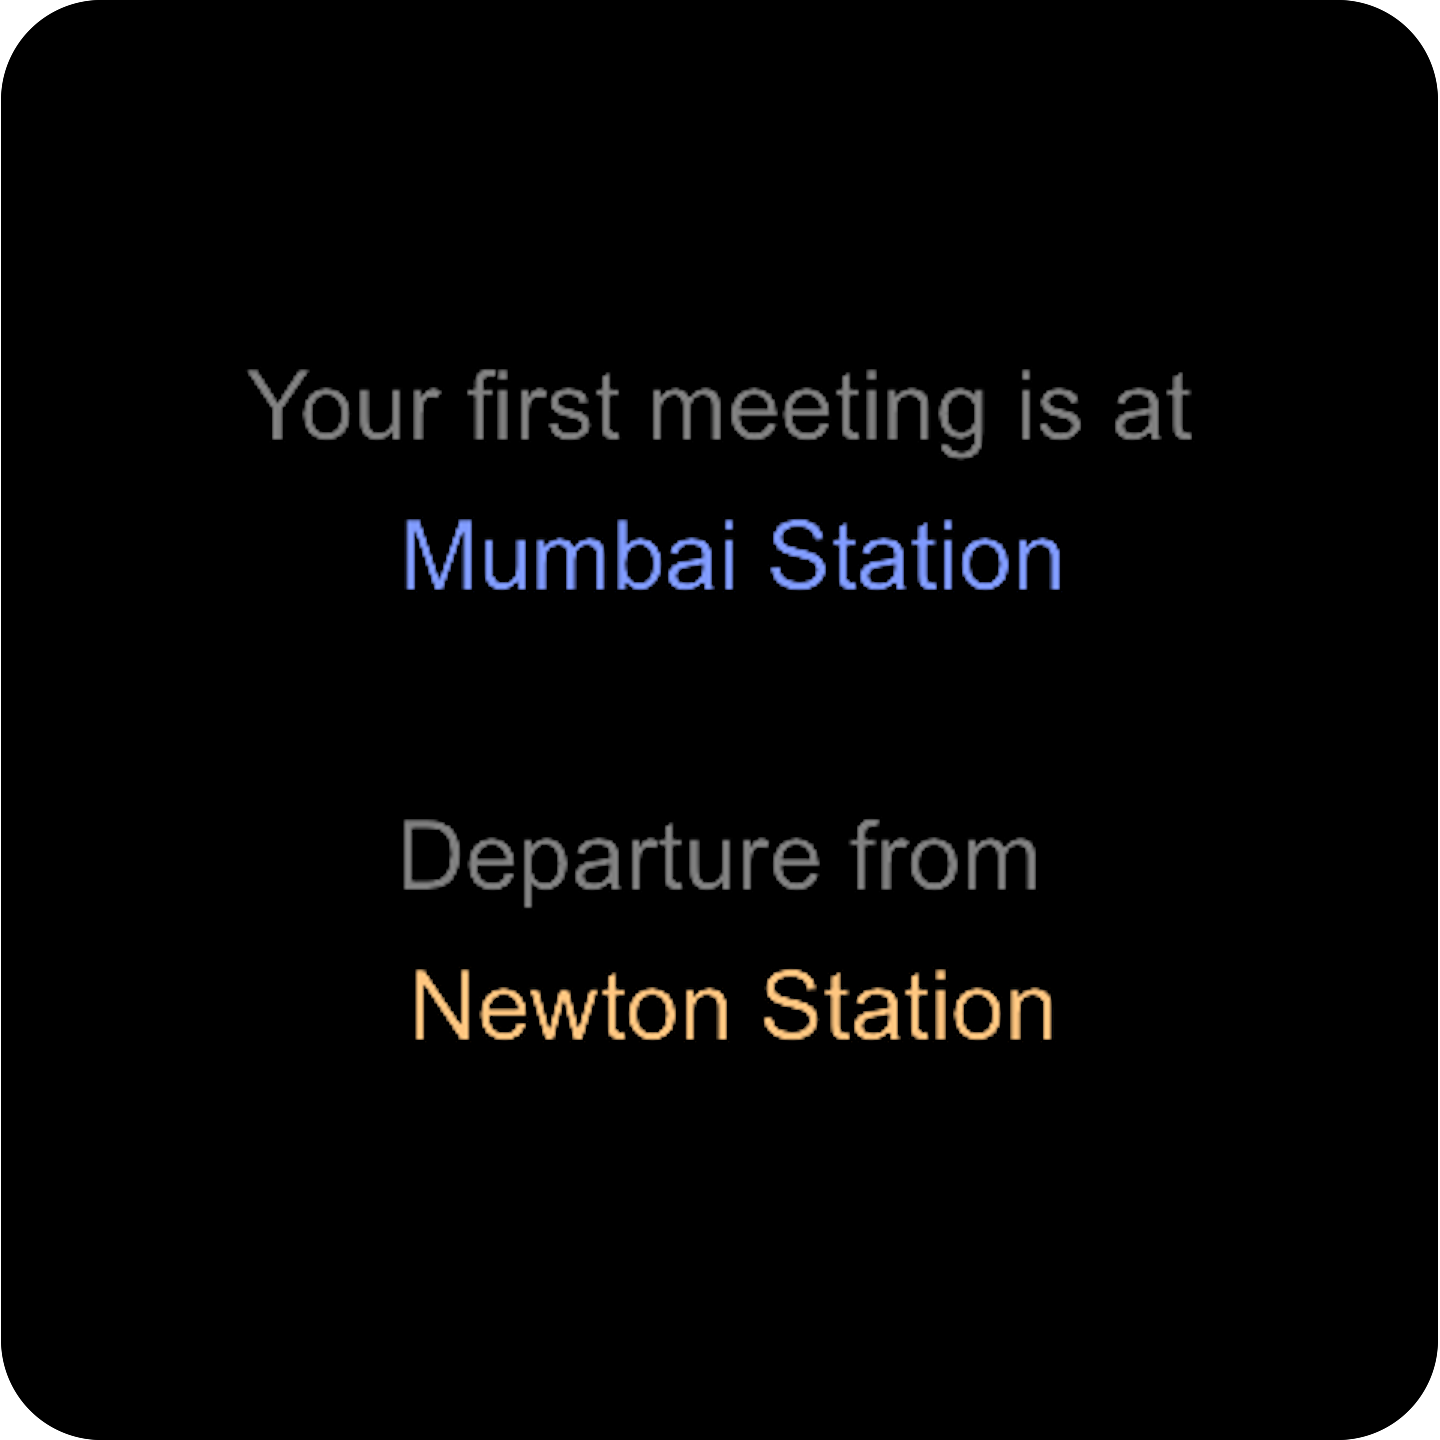 Your first meeting is at
Mumbai Station
Departure from
Newton Station